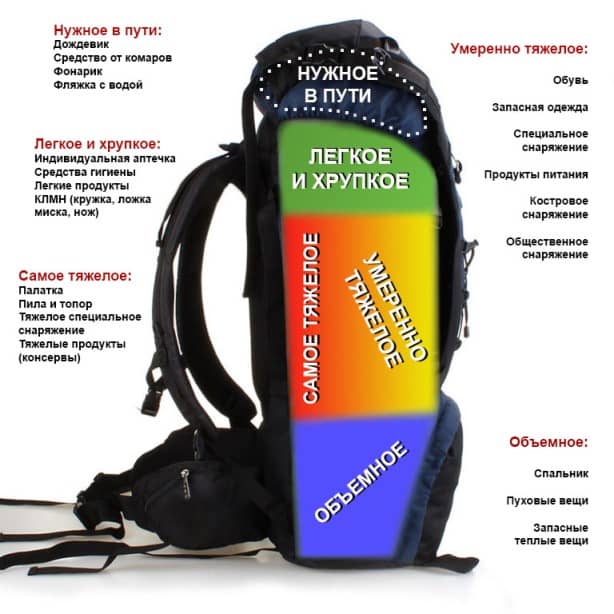 Нужное в пути:
Дождевик
Средство от комаров
Фонарик
Фляжка с водой
Легкое и хрупкое:
Индивидуальная аптечка
Средства гигиены
Легкие продукты
КЛМН (кружка, ложка
миска, нож)
Самое тяжелое:
Палатка
Пила и топор
Тяжелое специальное
снаряжение
Тяжелые продукты
(консервы)
НУЖНОЕ
В ПУТИ
ЛЕГКОЕ
И ХРУПКОЕ
САМОЕ ТЯЖЕЛОЕ
УМЕРЕННО
ТЯЖЕЛОЕ
ОБЪЕМНОЕ
Умеренно тяжелое:
Обувь
Запасная одежда
Специальное
снаряжение
Продукты питания
Костровое
снаряжение
Общественное
снаряжение
Объемное:
Спальник
Пуховые вещи
Запасные
теплые вещи